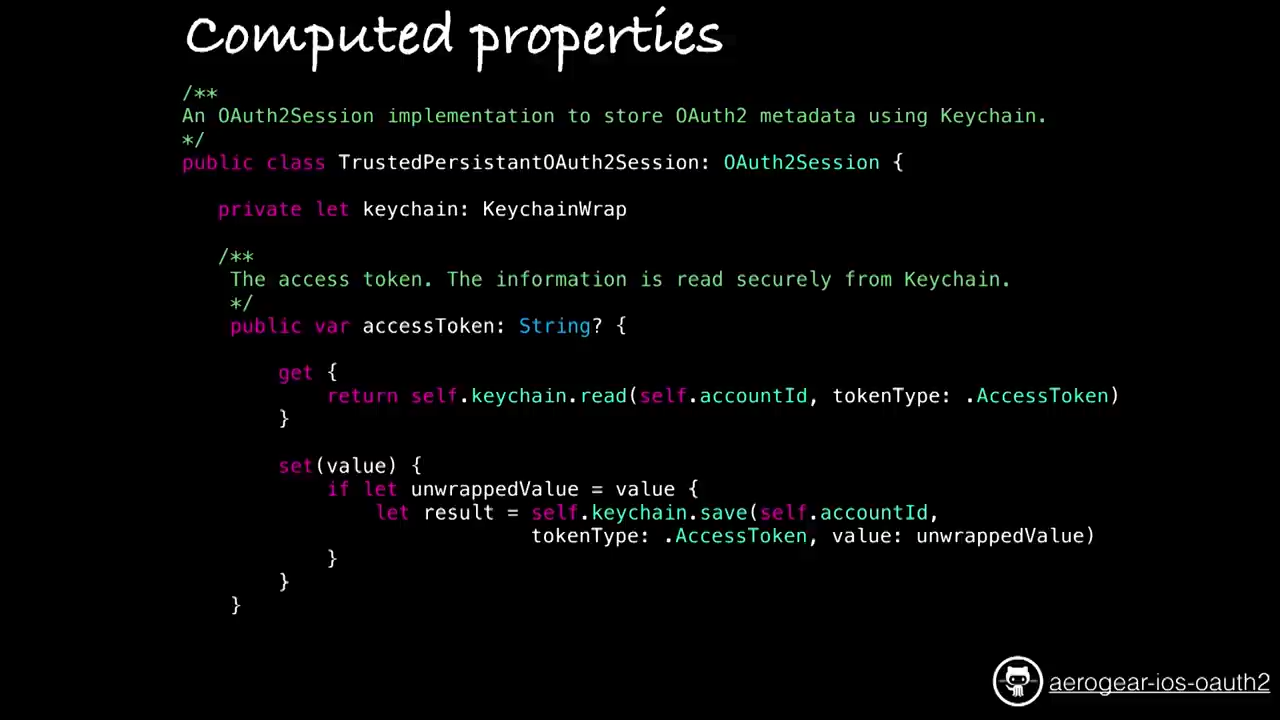 Computed properties
/**
An OAuth2Session implementation to store OAuth2 metadata using Keychain.
*/
public class TrustedPersistantOAuth2Session: OAuth2Session {
private let keychain: KeychainWrap
/**
The access token. The information is read securely from Keychain.
*/
public var accessToken: String? {
get {
return self.keychain.read(self.accountId, tokenType: .AccessToken)
}
set(value) {
if let unwrappedValue = value {
let result = self.keychain.save(self.accountId,
tokenType: .AccessToken, value: unwrappedValue)
}
}
}
aerogear-ios-oauth2